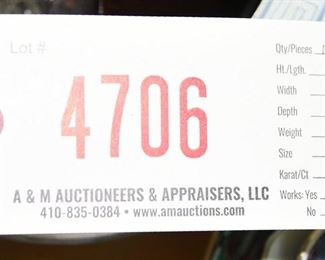 Lot #
4706
A & M AUCTIONEERS & APPRAISERS, LLC
410-835-0384 • www.amauctions.com
Qty/Pieces
Ht./Lgth.
Width
Depth
Weight
Size
Karat/Ct
Works: Yes
No